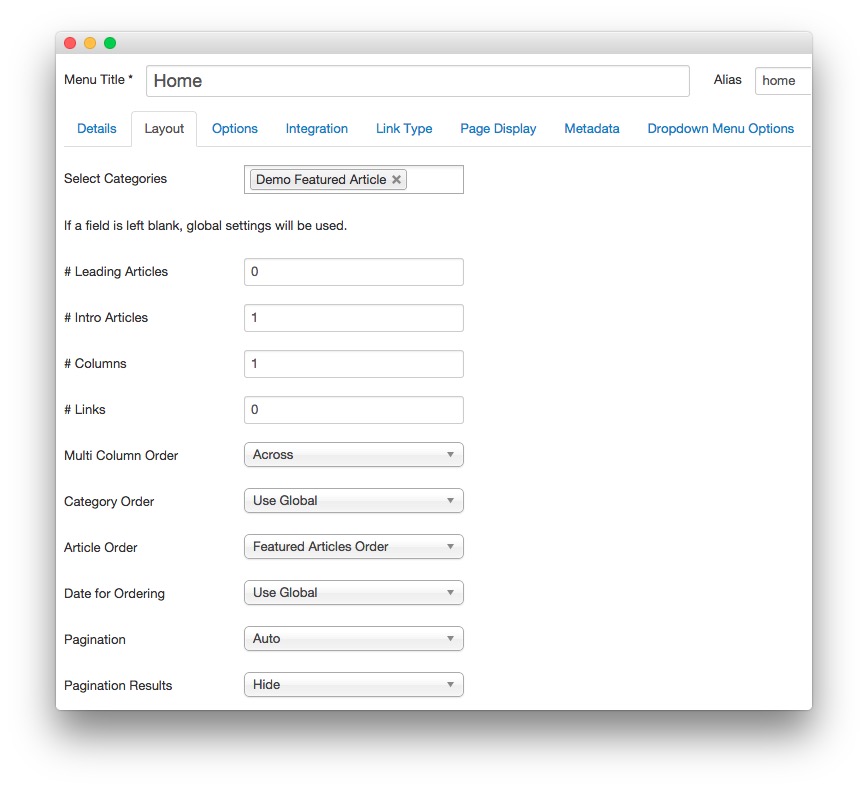 Menu Title * Home Alias home
Details Layout Options Integration Link Type Page Display Metadata Dropdown Menu Options
Select Categories Demo Featured Article ✖
If a field is left blank, global settings will be used.
# Leading Articles 0
# Intro Articles 1
# Columns 1
# Links 0
Multi Column Order Across
Category Order Use Global
Article Order Featured Articles Order
Date for Ordering Use Global
Pagination Auto
Pagination Results Hide